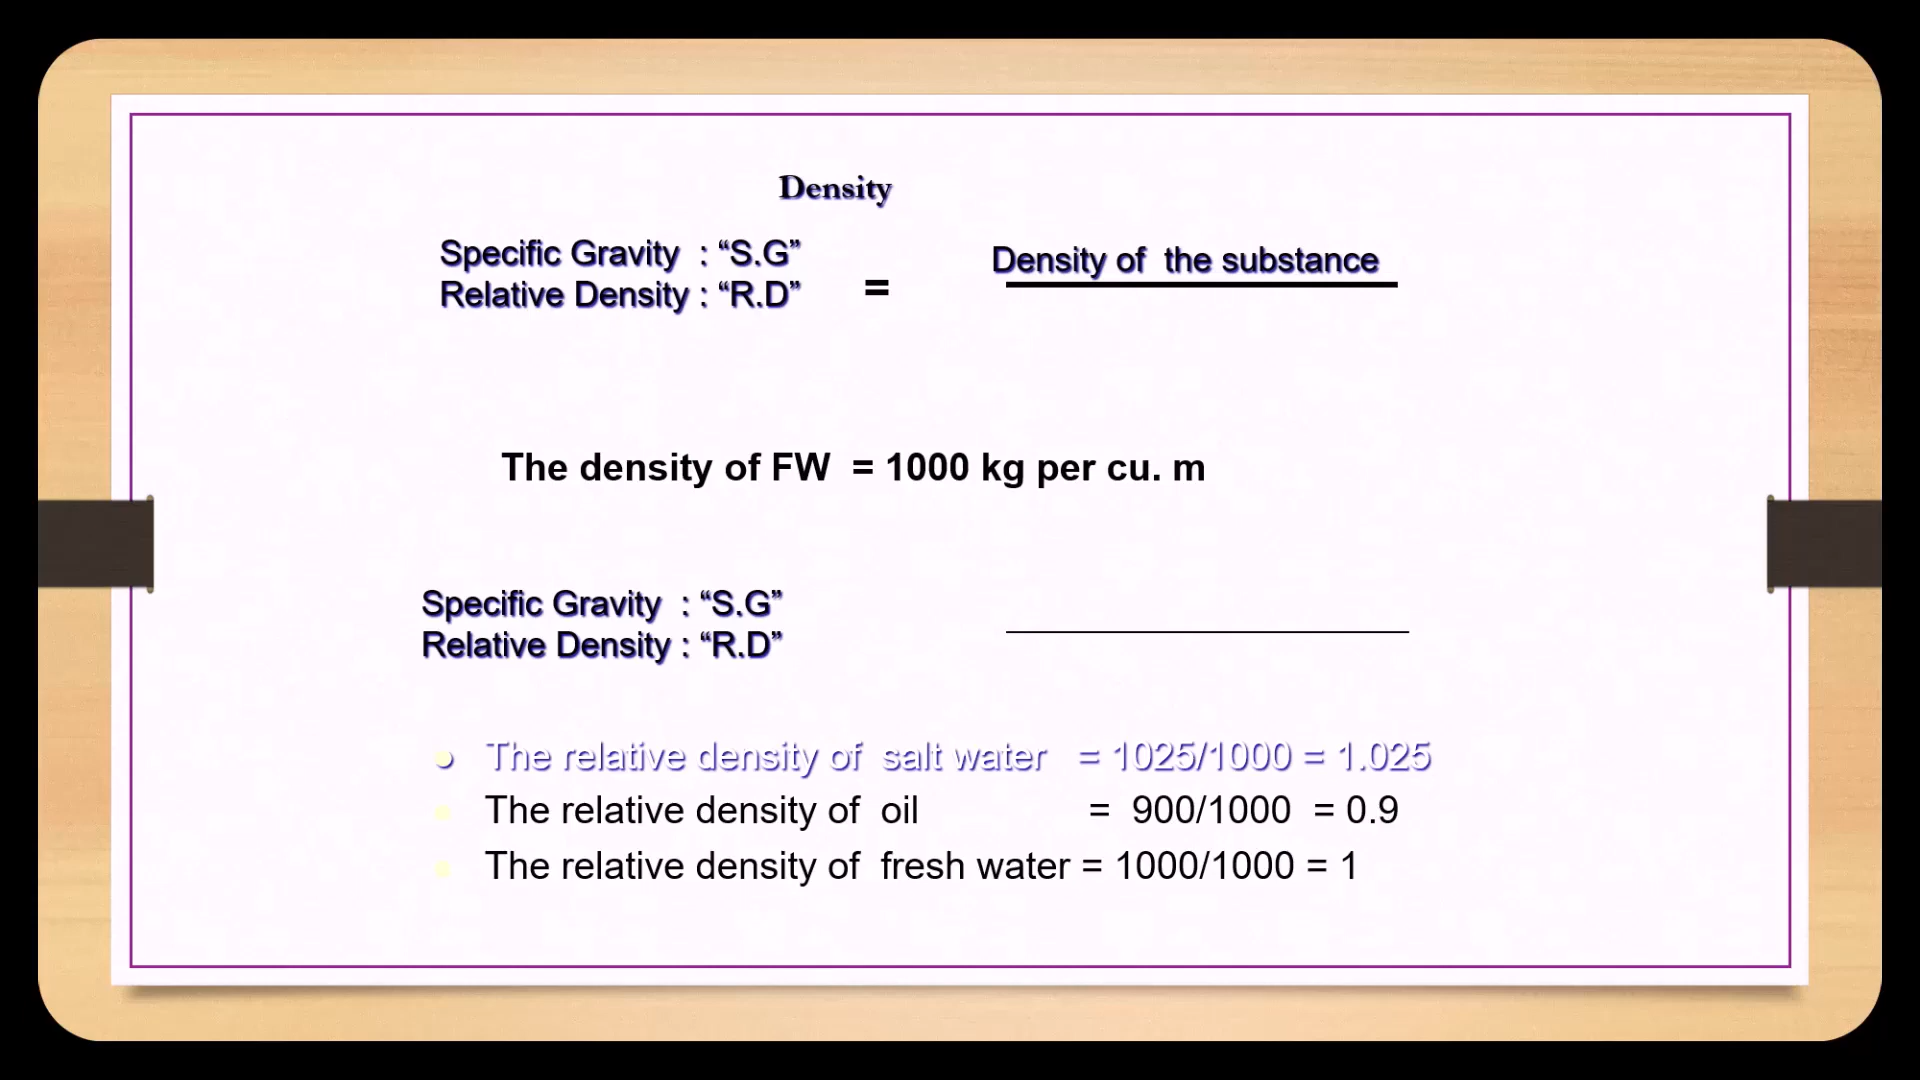 Density
Specific Gravity : “S.G”
Relative Density : “R.D”
=
Density of the substance
The density of FW = 1000 kg per cu. m
Specific Gravity : “S.G”
Relative Density : “R.D”
• The relative density of salt water = 1025/1000 = 1.025
• The relative density of oil = 900/1000 = 0.9
• The relative density of fresh water = 1000/1000 = 1